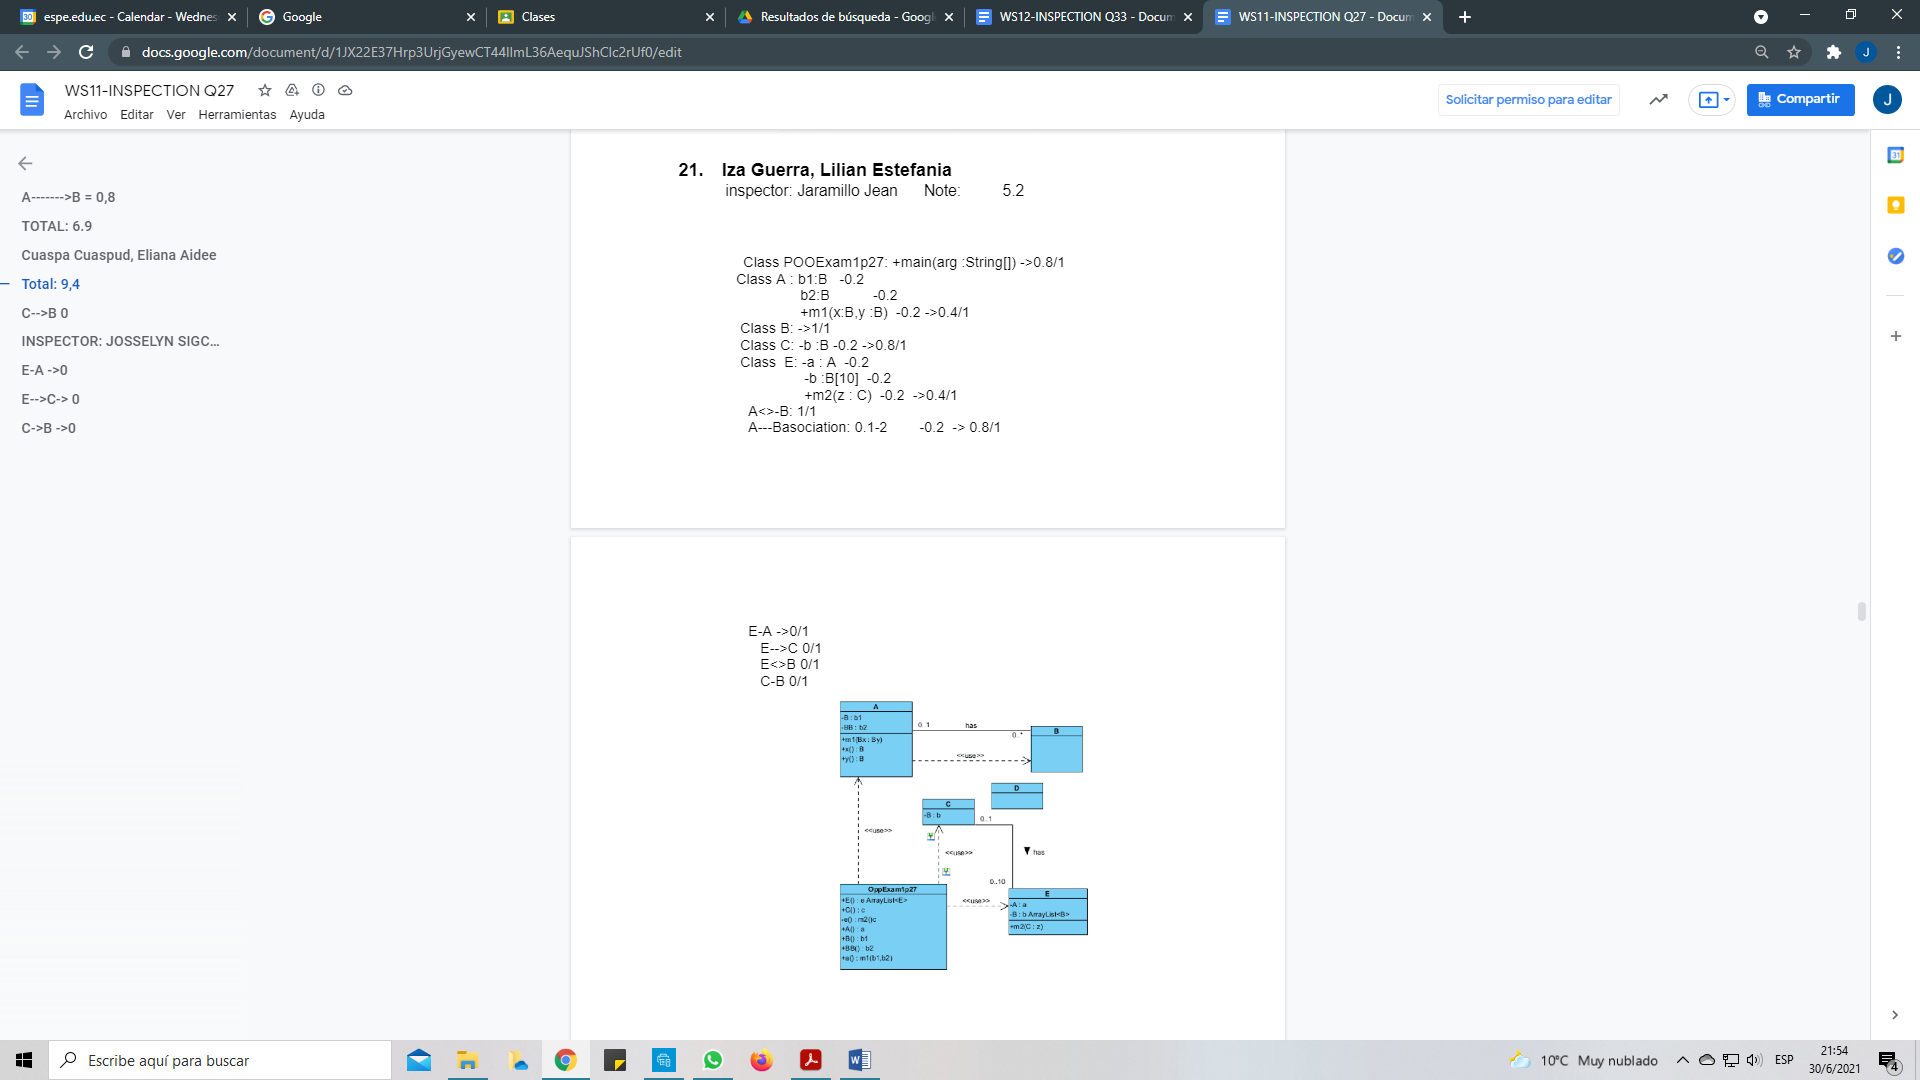 espe.edu.ec - Calendar - Wednes
Google
Clases
Resultados de búsqueda - Googl
WS12-INSPECTION Q33 - Docum
WS11-INSPECTION Q27 - Docum
docs.google.com/document/d/1JX22E37Hrp3UrjGyewCT44IlmL36AequJShClc2rUf0/edit
J
WS11-INSPECTION Q27
Archivo Editar Ver Herramientas Ayuda
Solicitar permiso para editar
Compartir
J
A------->B = 0,8
TOTAL: 6.9
Cuaspa Cuaspud, Eliana Aidee
Total: 9,4
C-->B 0
INSPECTOR: JOSSELYN SIGC...
E-A ->0
E-->C-> 0
C->B ->0
21. Iza Guerra, Lilian Estefania
inspector: Jaramillo Jean Note: 5.2
Class POOExam1p27: +main(arg :String[]) ->0.8/1
Class A : b1:B -0.2
b2:B -0.2
+m1(x:B,y :B) -0.2 ->0.4/1
Class B: ->1/1
Class C: -b :B -0.2 ->0.8/1
Class E: -a : A -0.2
-b :B[10] -0.2
+m2(z : C) -0.2 ->0.4/1
A<>-B: 1/1
A---Basociation: 0.1-2 -0.2 -> 0.8/1
E-A ->0/1
E-->C 0/1
E<>B 0/1
C-B 0/1
A
-B : b1
-BB : b2
+m1(Bx : By)
+x() : B
+y() : B
0..1 has
0..*
B
<<use>>
D
C
-B : b
0..1
<<use>>
<<use>>
has
0..10
OppExam1p27
+E() : e ArrayList<E>
+C() : c
-e() : m2()c
+A() : a
+B() : b1
+BB() : b2
+a() : m1(b1,b2)
<<use>>
E
-A : a
-B : b ArrayList<B>
+m2(C : z)
Escribe aquí para buscar
10°C Muy nublado
ESP
21:54
30/6/2021
4